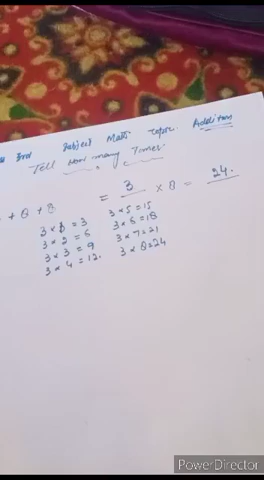 3rd Subject Math topic Addition
Tell How many Times
+ 8 + 8 = 3 × 8 = 24
3 × 1 = 3
3 × 2 = 6
3 × 3 = 9
3 × 4 = 12.
3 × 5 = 15
3 × 6 = 18
3 × 7 = 21
3 × 8 = 24
PowerDirector